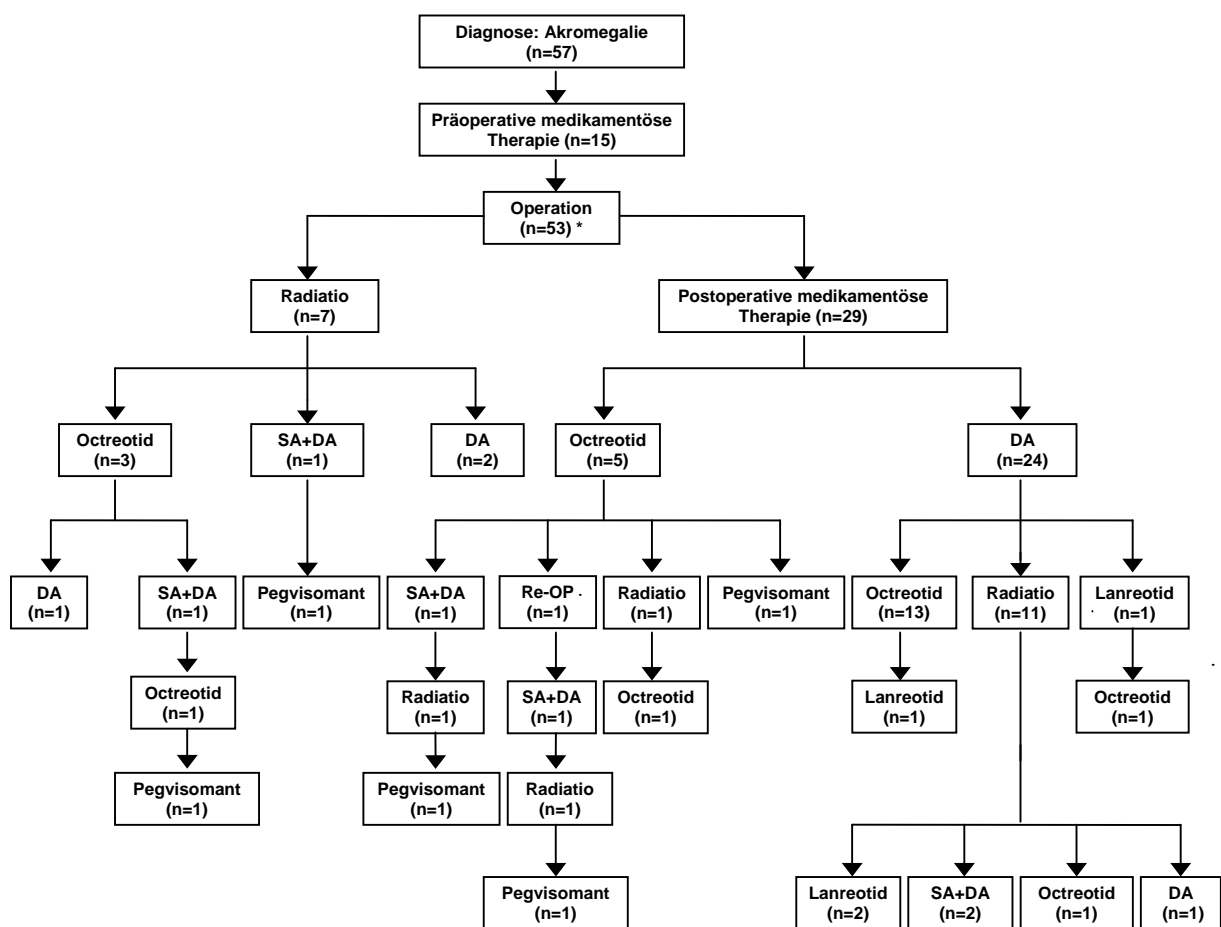 Diagnose: Akromegalie
(n=57)
Präoperative medikamentöse
Therapie (n=15)
Operation
(n=53) *
Radiatio
(n=7)
Postoperative medikamentöse
Therapie (n=29)
Octreotid
(n=3)
SA+DA
(n=1)
DA
(n=2)
Octreotid
(n=5)
DA
(n=24)
DA
(n=1)
SA+DA
(n=1)
Pegvisomant
(n=1)
SA+DA
(n=1)
Re-OP
(n=1)
Radiatio
(n=1)
Pegvisomant
(n=1)
Octreotid
(n=13)
Radiatio
(n=11)
Lanreotid
(n=1)
Octreotid
(n=1)
Radiatio
(n=1)
SA+DA
(n=1)
Octreotid
(n=1)
Lanreotid
(n=1)
Octreotid
(n=1)
Pegvisomant
(n=1)
Pegvisomant
(n=1)
Radiatio
(n=1)
Pegvisomant
(n=1)
Lanreotid
(n=2)
SA+DA
(n=2)
Octreotid
(n=1)
DA
(n=1)